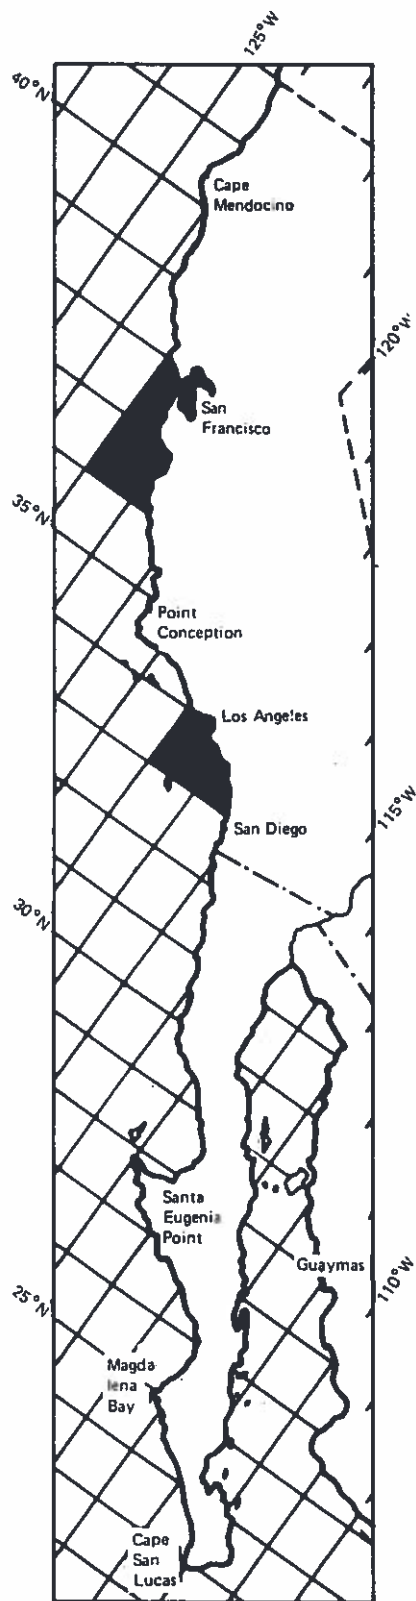 125°W
40°N
Cape
Mendocino
120°W
San
Francisco
35°N
Point
Conception
Los Angeles
115°W
San Diego
30°N
Santa
Eugenia
Point
Guaymas
110°W
25°N
Magda
lena
Bay
Cape
San
Lucas